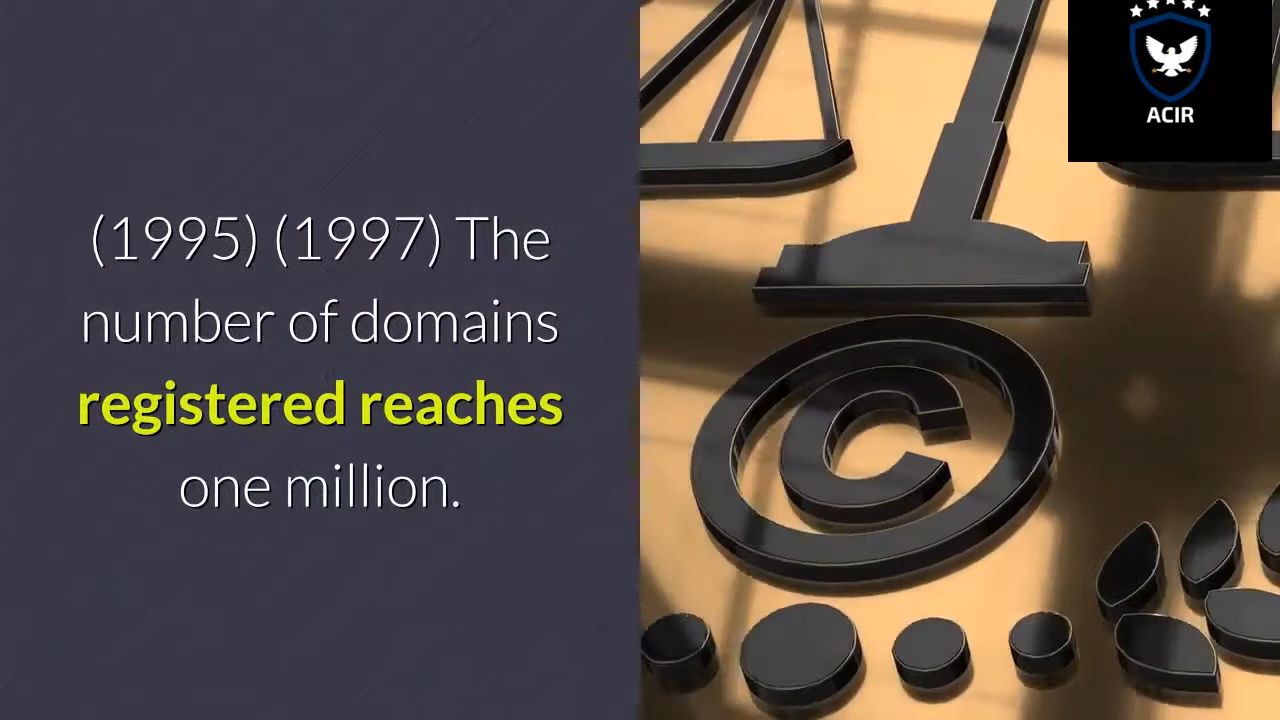 (1995) (1997) The
number of domains
registered reaches
one million.
ACIR
©